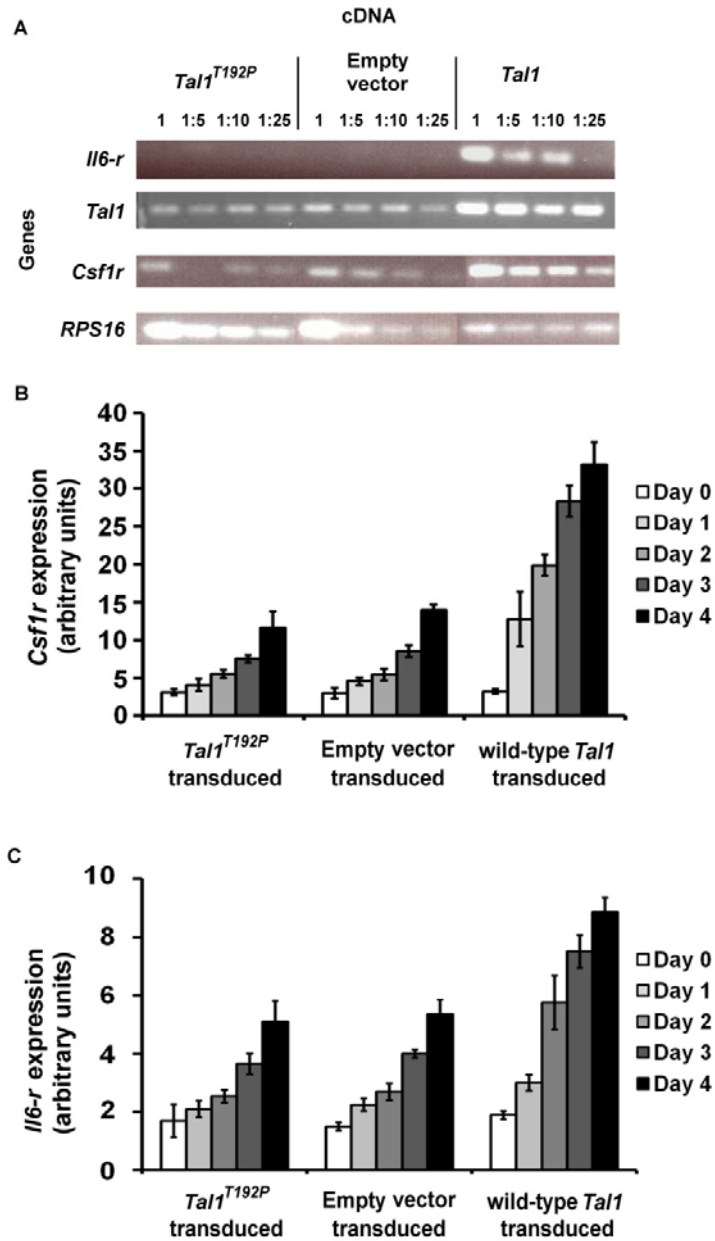 A
cDNA
Tal1T192P
Empty vector
Tal1
1 1:5 1:10 1:25 1 1:5 1:10 1:25 1 1:5 1:10 1:25
Genes
Il6-r
Tal1
Csf1r
RPS16
B
Csf1r expression
(arbitrary units)
40
35
30
25
20
15
10
5
0
Day 0
Day 1
Day 2
Day 3
Day 4
Tal1T192P
transduced
Empty vector
transduced
wild-type Tal1
transduced
C
Il6-r expression
(arbitrary units)
10
8
6
4
2
0
Day 0
Day 1
Day 2
Day 3
Day 4
Tal1T192P
transduced
Empty vector
transduced
wild-type Tal1
transduced